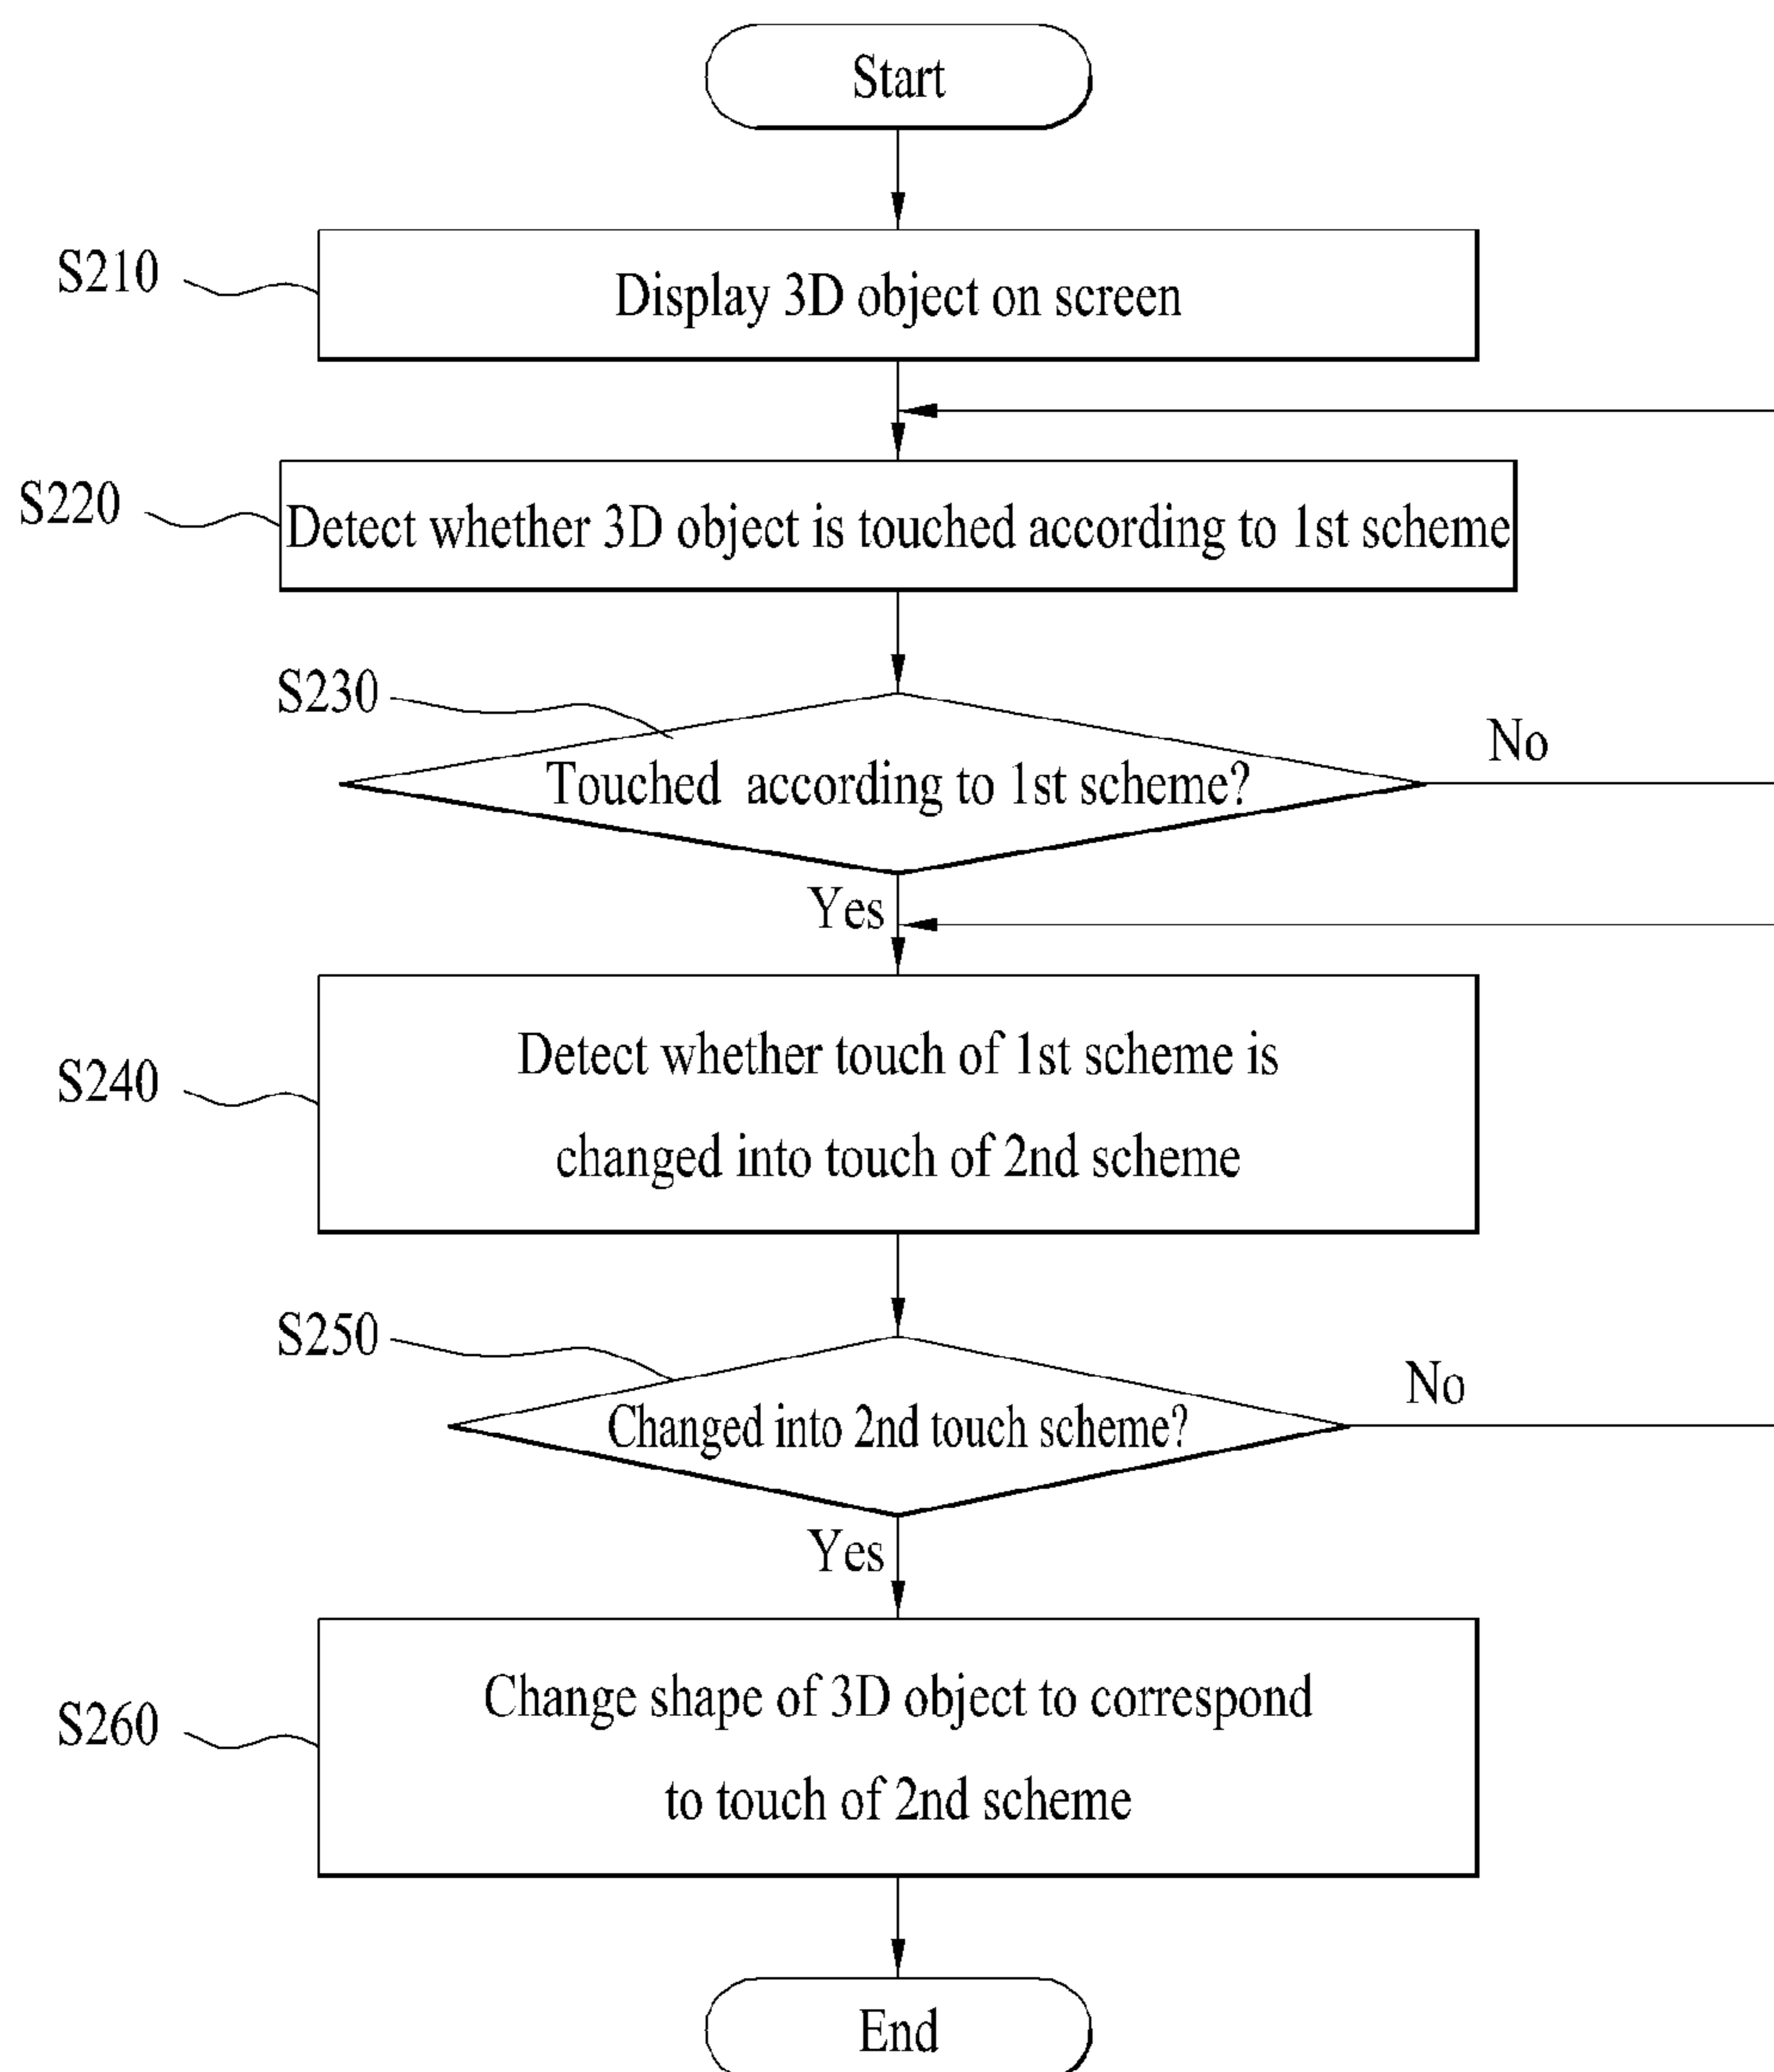 Start
S210
Display 3D object on screen
S220
Detect whether 3D object is touched according to 1st scheme
S230
Touched according to 1st scheme?
No
Yes
S240
Detect whether touch of 1st scheme is
changed into touch of 2nd scheme
S250
Changed into 2nd touch scheme?
No
Yes
S260
Change shape of 3D object to correspond
to touch of 2nd scheme
End